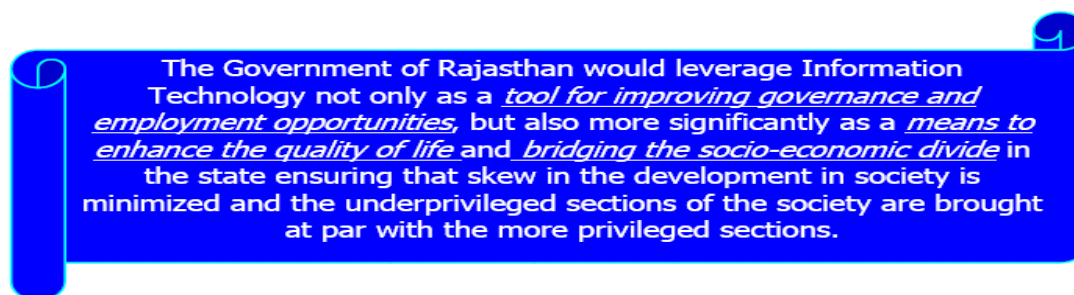 The Government of Rajasthan would leverage Information
Technology not only as a tool for improving governance and
employment opportunities, but also more significantly as a means to
enhance the quality of life and bridging the socio-economic divide in
the state ensuring that skew in the development in society is
minimized and the underprivileged sections of the society are brought
at par with the more privileged sections.